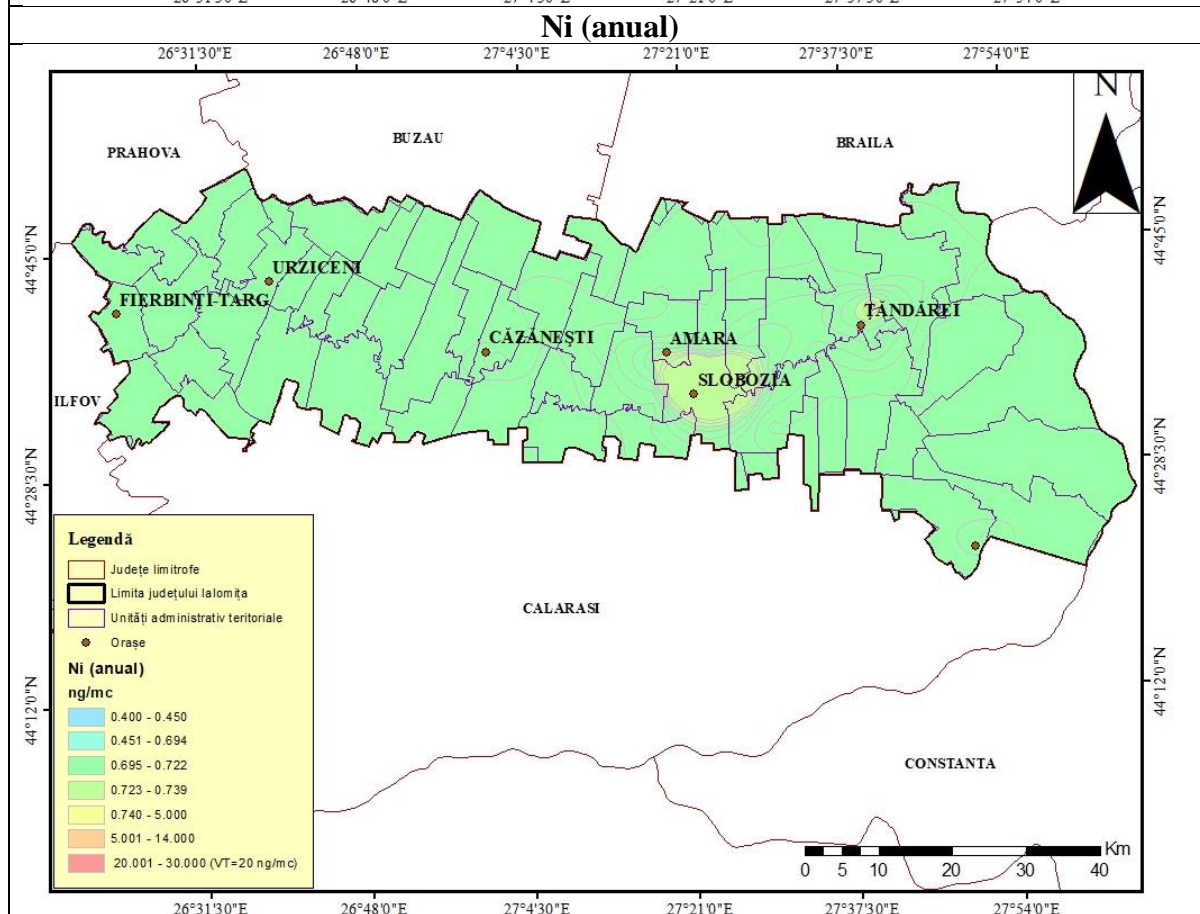 Ni (anual)
26°31'30"E 26°48'0"E 27°4'30"E 27°21'0"E 27°37'30"E 27°54'0"E
N
BUZAU
BRAILA
PRAHOVA
44°45'0"N
44°45'0"N
URZICENI
FIERBINȚI-TARG
ȚĂNDĂREI
CĂZĂNEȘTI
AMARA
SLOBOZIA
ILFOV
44°28'30"N
44°28'30"N
Legendă
Județe limitrofe
Limita județului Ialomița
Unități administrativ teritoriale
Orașe
Ni (anual)
ng/mc
0.400 - 0.450
0.451 - 0.694
0.695 - 0.722
0.723 - 0.739
0.740 - 5.000
5.001 - 14.000
20.001 - 30.000 (VT=20 ng/mc)
CALARASI
44°12'0"N
44°12'0"N
CONSTANTA
Km
0 5 10 20 30 40
26°31'30"E 26°48'0"E 27°4'30"E 27°21'0"E 27°37'30"E 27°54'0"E